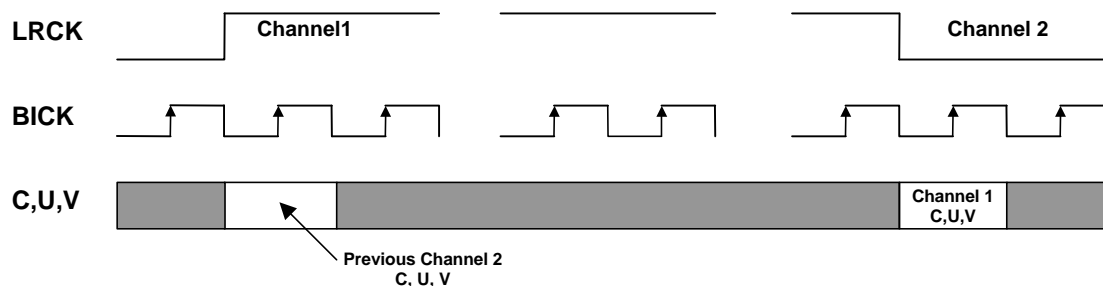 LRCK
Channel1
Channel 2
BICK
C,U,V
Channel 1
C,U,V
Previous Channel 2
C, U, V